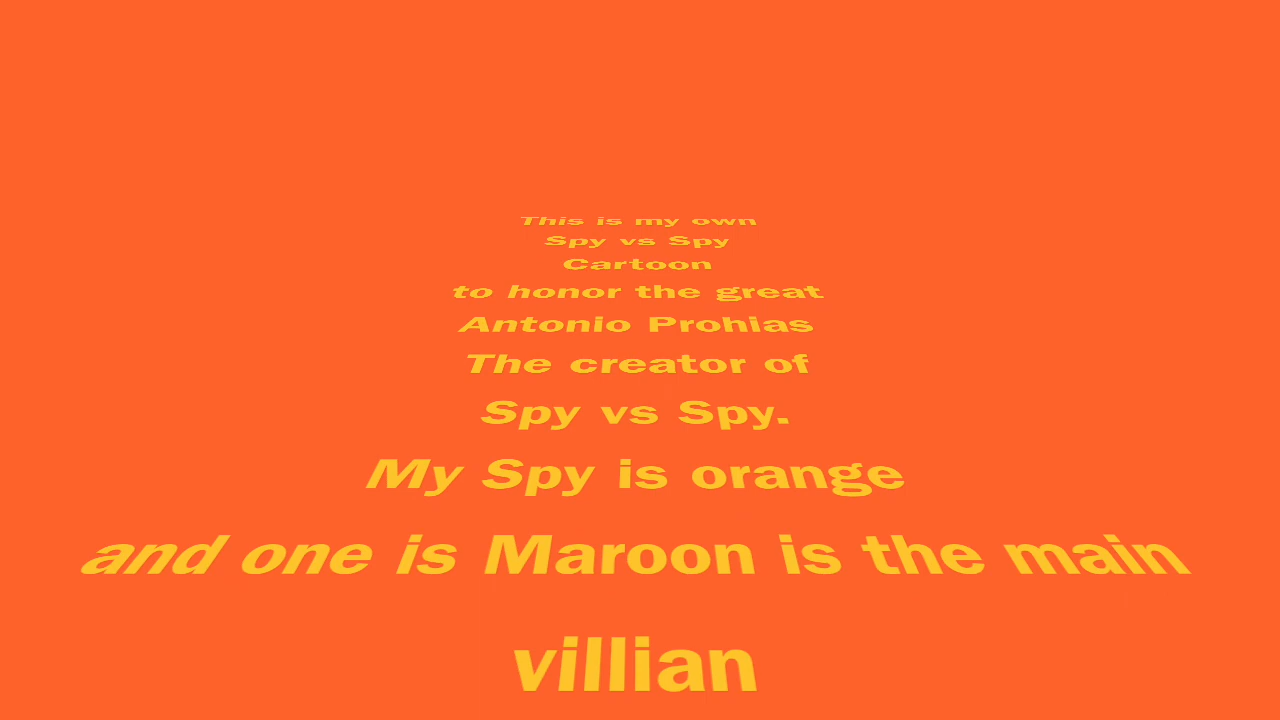 This is my own
Spy vs Spy
Cartoon
to honor the great
Antonio Prohias
The creator of
Spy vs Spy.
My Spy is orange
and one is Maroon is the main
villian